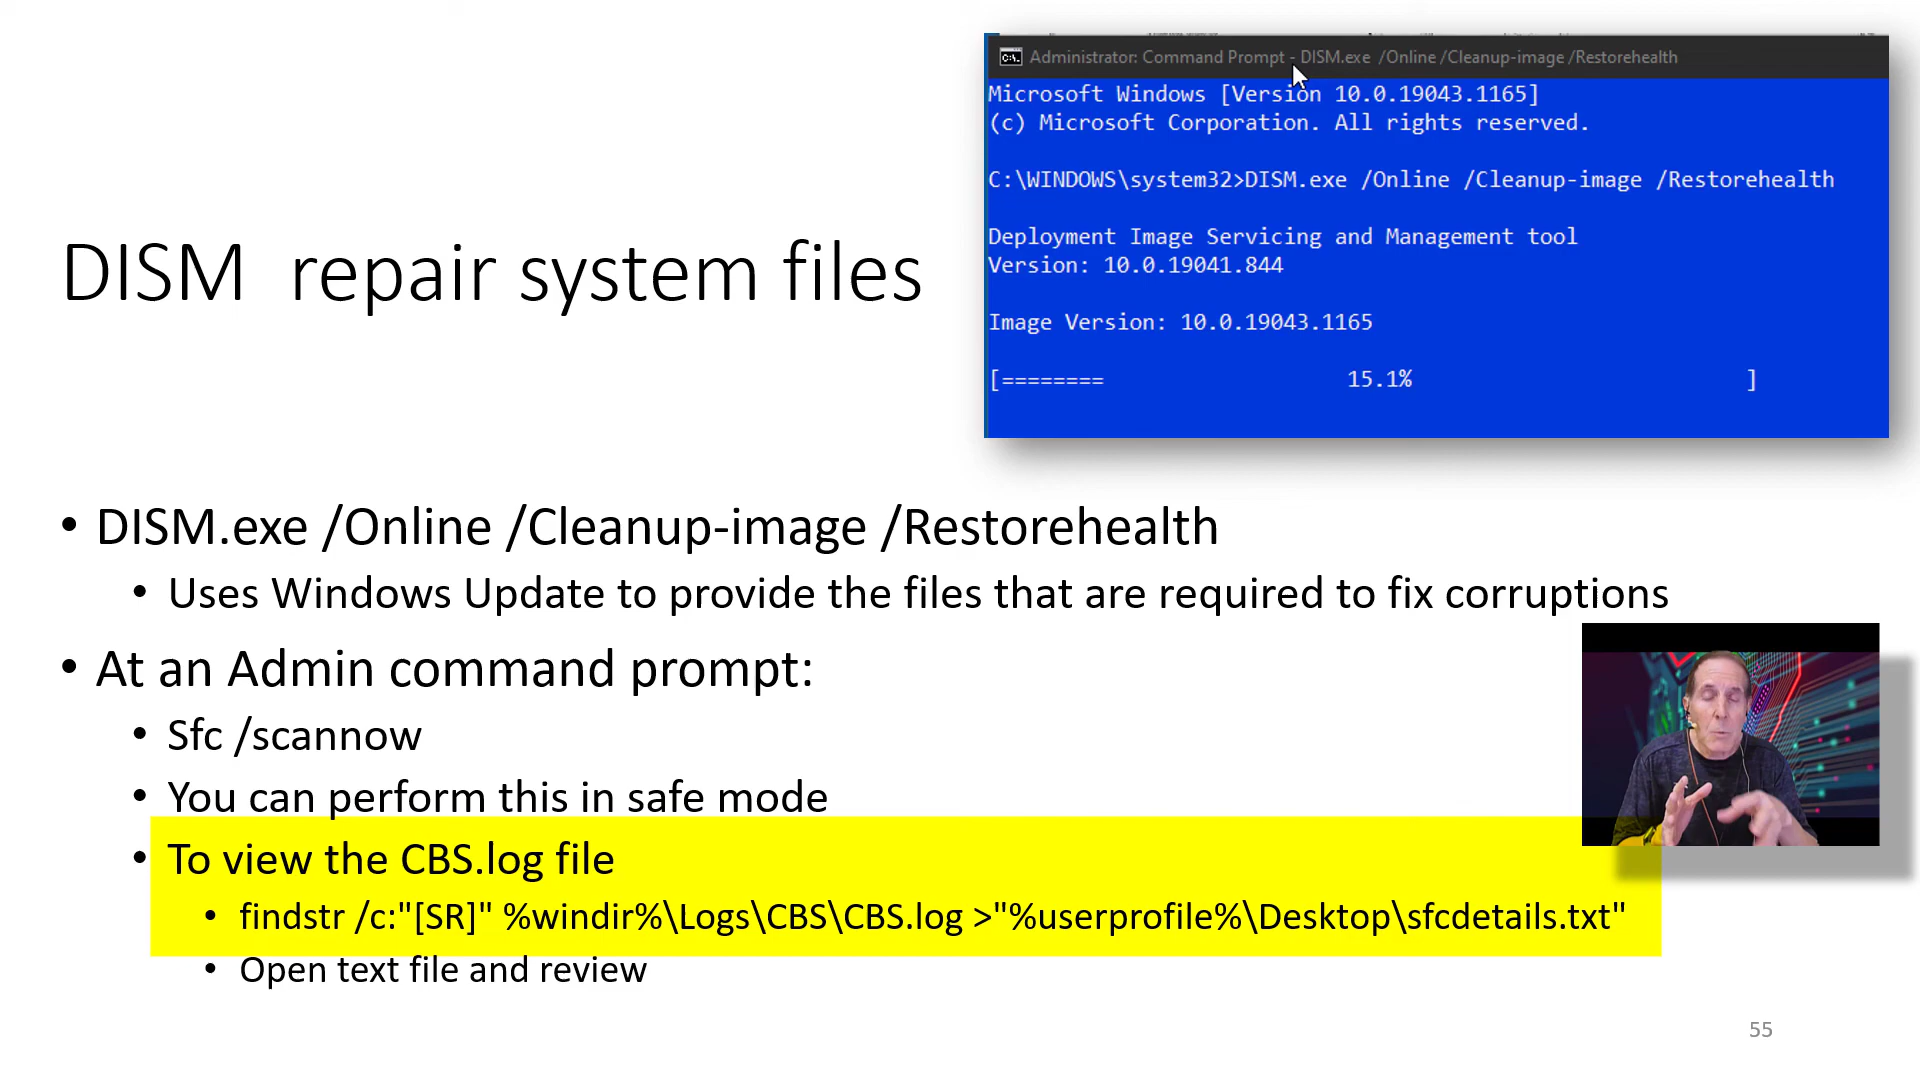 Administrator: Command Prompt - DISM.exe /Online /Cleanup-image /Restorehealth
Microsoft Windows [Version 10.0.19043.1165]
(c) Microsoft Corporation. All rights reserved.
C:\WINDOWS\system32>DISM.exe /Online /Cleanup-image /Restorehealth
Deployment Image Servicing and Management tool
Version: 10.0.19041.844
Image Version: 10.0.19043.1165
[======== 15.1% ]
DISM repair system files
• DISM.exe /Online /Cleanup-image /Restorehealth
• Uses Windows Update to provide the files that are required to fix corruptions
• At an Admin command prompt:
• Sfc /scannow
• You can perform this in safe mode
• To view the CBS.log file
• findstr /c:"[SR]" %windir%\Logs\CBS\CBS.log >"%userprofile%\Desktop\sfcdetails.txt"
• Open text file and review
55